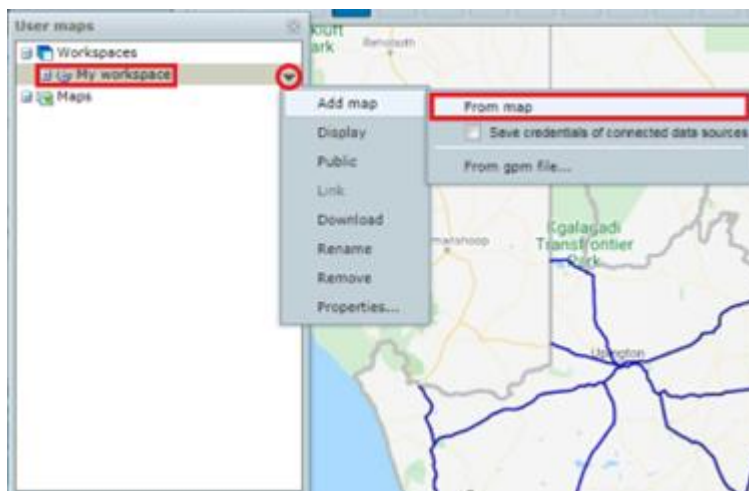 User maps
Workspaces
My workspace
Maps
Add map
Display
Public
Link
Download
Rename
Remove
Properties...
From map
Save credentials of connected data sources
From gpm file...
Park
Kgalagadi
Transfrontier
Park
Upington